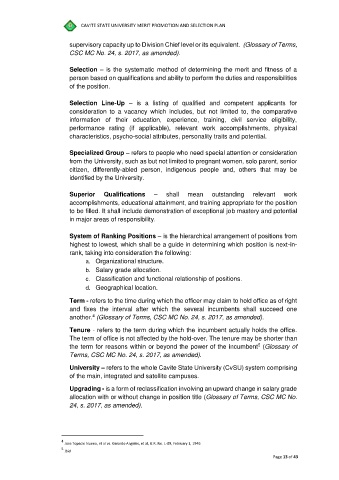 CAVITE STATE UNIVERSITY MERIT PROMOTION AND SELECTION PLAN
supervisory capacity up to Division Chief level or its equivalent. (Glossary of Terms,
CSC MC No. 24, s. 2017, as amended).
Selection – is the systematic method of determining the merit and fitness of a
person based on qualifications and ability to perform the duties and responsibilities
of the position.
Selection Line-Up – is a listing of qualified and competent applicants for
consideration to a vacancy which includes, but not limited to, the comparative
information of their education, experience, training, civil service eligibility,
performance rating (if applicable), relevant work accomplishments, physical
characteristics, psycho-social attributes, personality traits and potential.
Specialized Group – refers to people who need special attention or consideration
from the University, such as but not limited to pregnant women, solo parent, senior
citizen, differently-abled person, indigenous people and, others that may be
identified by the University.
Superior Qualifications – shall mean outstanding relevant work
accomplishments, educational attainment, and training appropriate for the position
to be filled. It shall include demonstration of exceptional job mastery and potential
in major areas of responsibility.
System of Ranking Positions – is the hierarchical arrangement of positions from
highest to lowest, which shall be a guide in determining which position is next-in-
rank, taking into consideration the following:
a. Organizational structure.
b. Salary grade allocation.
c. Classification and functional relationship of positions.
d. Geographical location.
Term - refers to the time during which the officer may claim to hold office as of right
and fixes the interval after which the several incumbents shall succeed one
another.4 (Glossary of Terms, CSC MC No. 24, s. 2017, as amended).
Tenure - refers to the term during which the incumbent actually holds the office.
The term of office is not affected by the hold-over. The tenure may be shorter than
the term for reasons within or beyond the power of the incumbent5 (Glossary of
Terms, CSC MC No. 24, s. 2017, as amended).
University – refers to the whole Cavite State University (CvSU) system comprising
of the main, integrated and satellite campuses.
Upgrading - is a form of reclassification involving an upward change in salary grade
allocation with or without change in position title (Glossary of Terms, CSC MC No.
24, s. 2017, as amended).
4
5 Ibid
Page 13 of 43